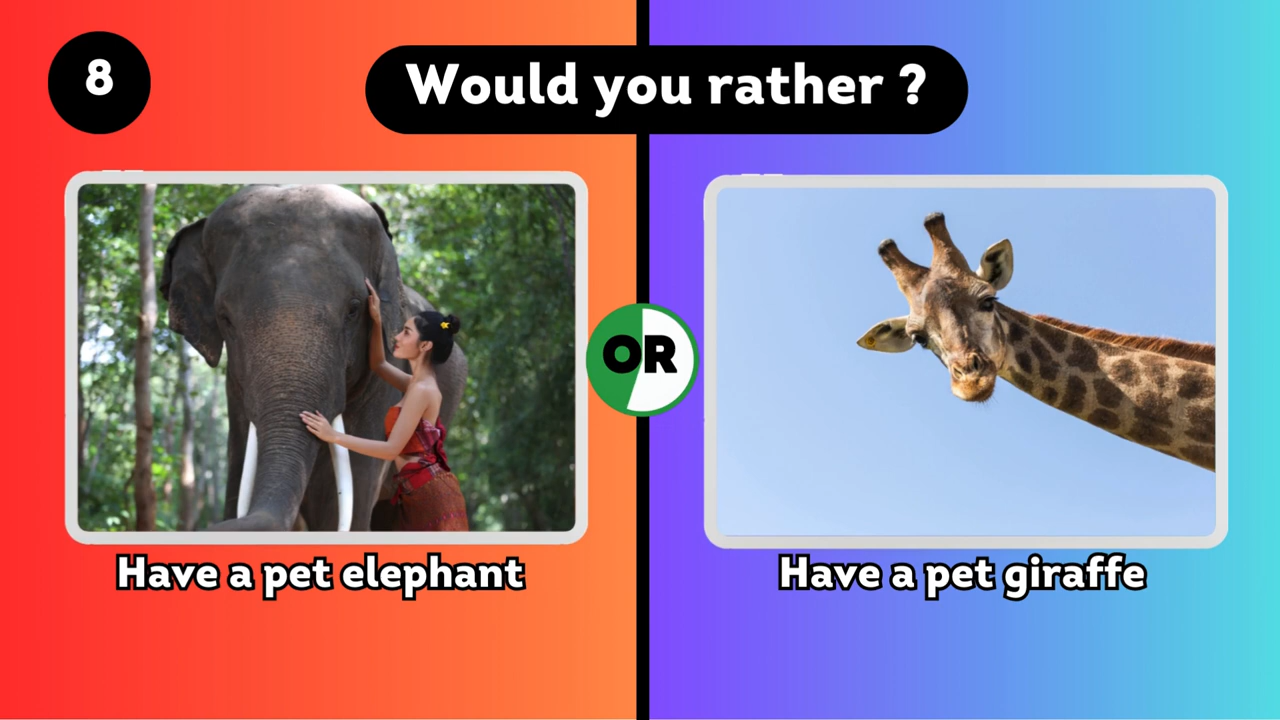 8
Would you rather ?
OR
Have a pet elephant
Have a pet giraffe